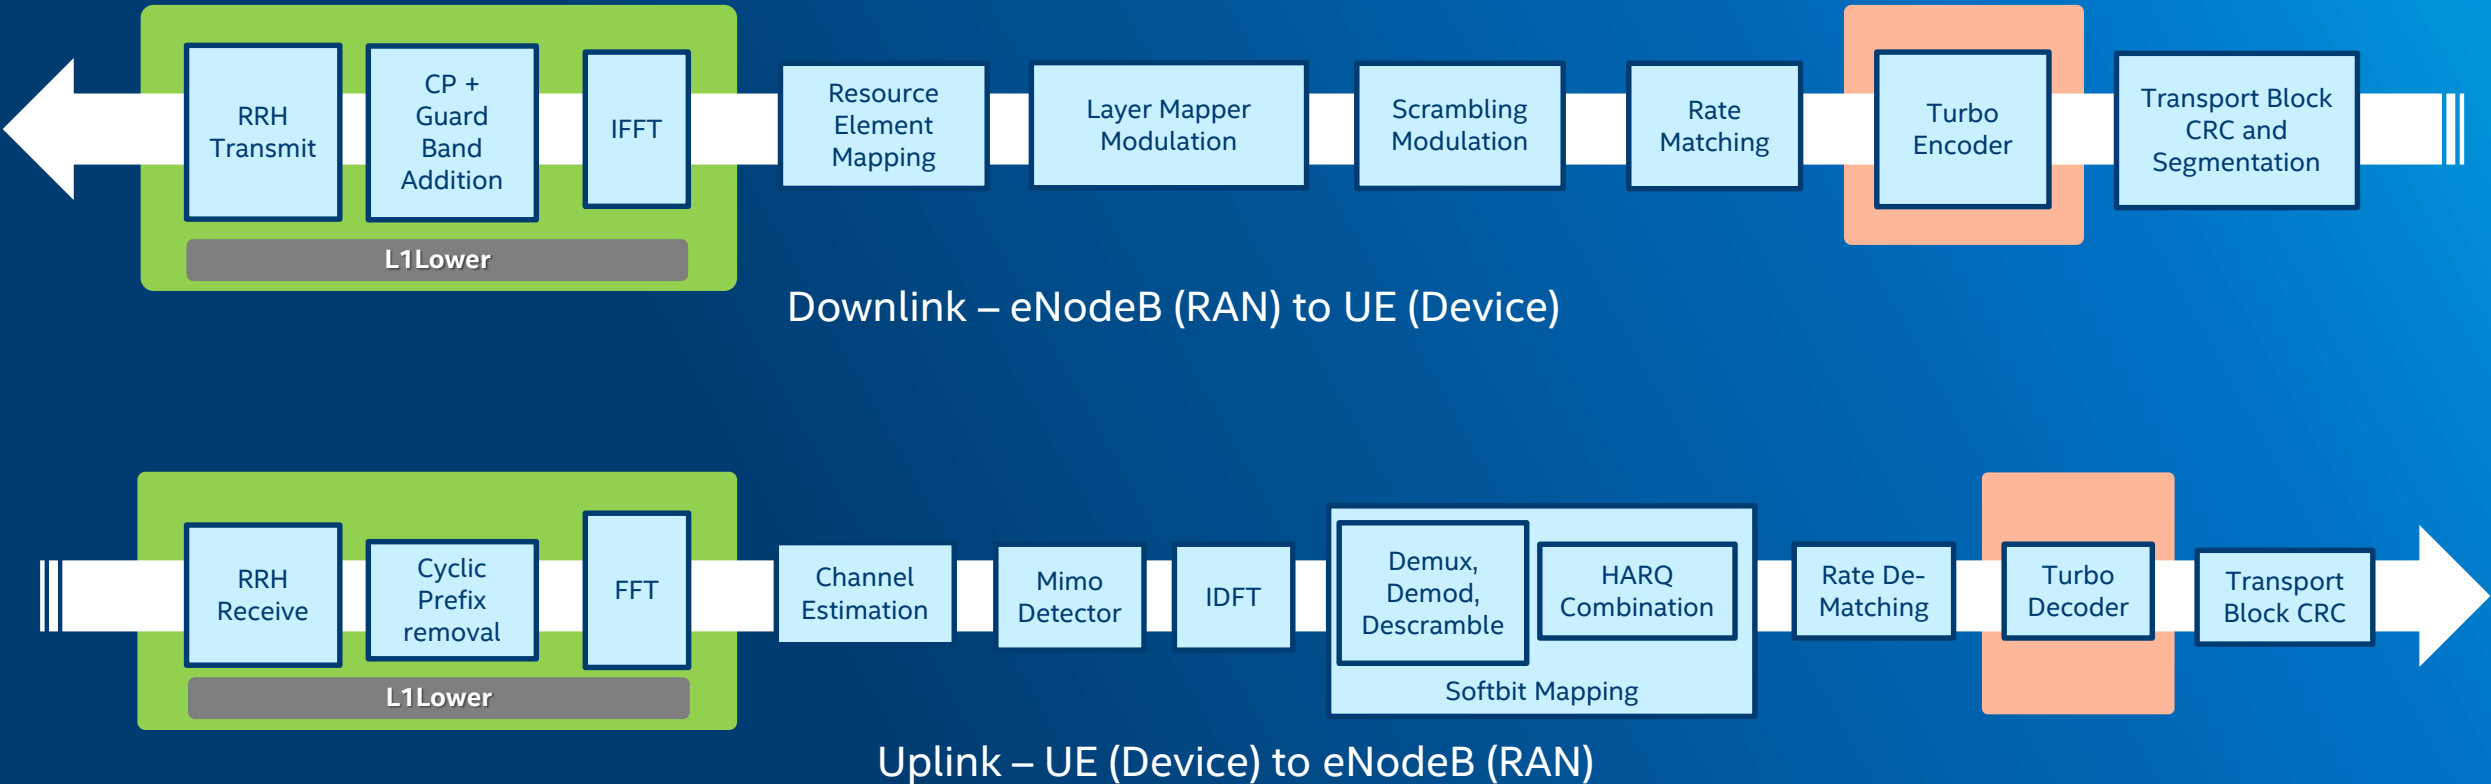 RRH
Transmit
CP +
Guard
Band
Addition
IFFT
L1Lower
Resource
Element
Mapping
Layer Mapper
Modulation
Scrambling
Modulation
Rate
Matching
Turbo
Encoder
Transport Block
CRC and
Segmentation
Downlink – eNodeB (RAN) to UE (Device)
RRH
Receive
Cyclic
Prefix
removal
FFT
L1Lower
Channel
Estimation
Mimo
Detector
IDFT
Demux,
Demod,
Descramble
HARQ
Combination
Softbit Mapping
Rate De-
Matching
Turbo
Decoder
Transport
Block CRC
Uplink – UE (Device) to eNodeB (RAN)